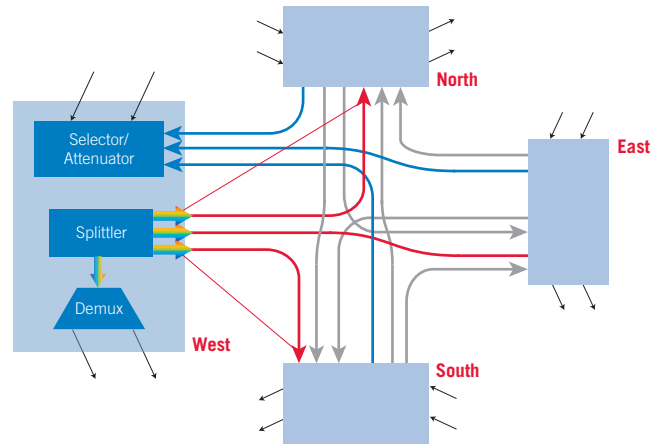 North
Selector/
Attenuator
East
Splittler
Demux
West
South